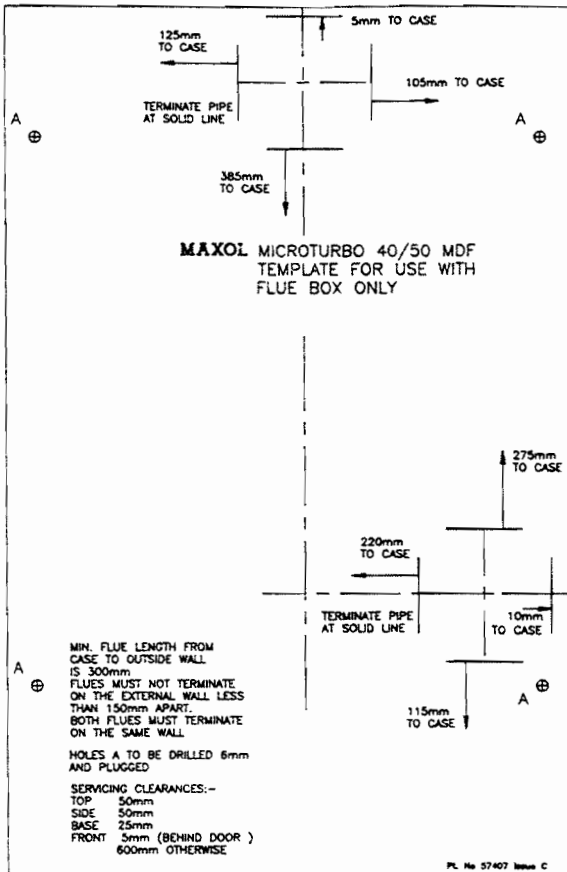 5mm TO CASE
125mm
TO CASE
105mm TO CASE
TERMINATE PIPE
AT SOLID LINE
A
A
385mm
TO CASE
MAXOL MICROTURBO 40/50 MDF
TEMPLATE FOR USE WITH
FLUE BOX ONLY
275mm
TO CASE
220mm
TO CASE
TERMINATE PIPE
AT SOLID LINE
10mm
TO CASE
MIN. FLUE LENGTH FROM
CASE TO OUTSIDE WALL
IS 300mm
FLUES MUST NOT TERMINATE
ON THE EXTERNAL WALL LESS
THAN 150mm APART.
BOTH FLUES MUST TERMINATE
ON THE SAME WALL
A
A
115mm
TO CASE
HOLES A TO BE DRILLED 6mm
AND PLUGGED
SERVICING CLEARANCES:-
TOP 50mm
SIDE 50mm
BASE 25mm
FRONT 5mm (BEHIND DOOR )
600mm OTHERWISE
PL No 57407 Issue C